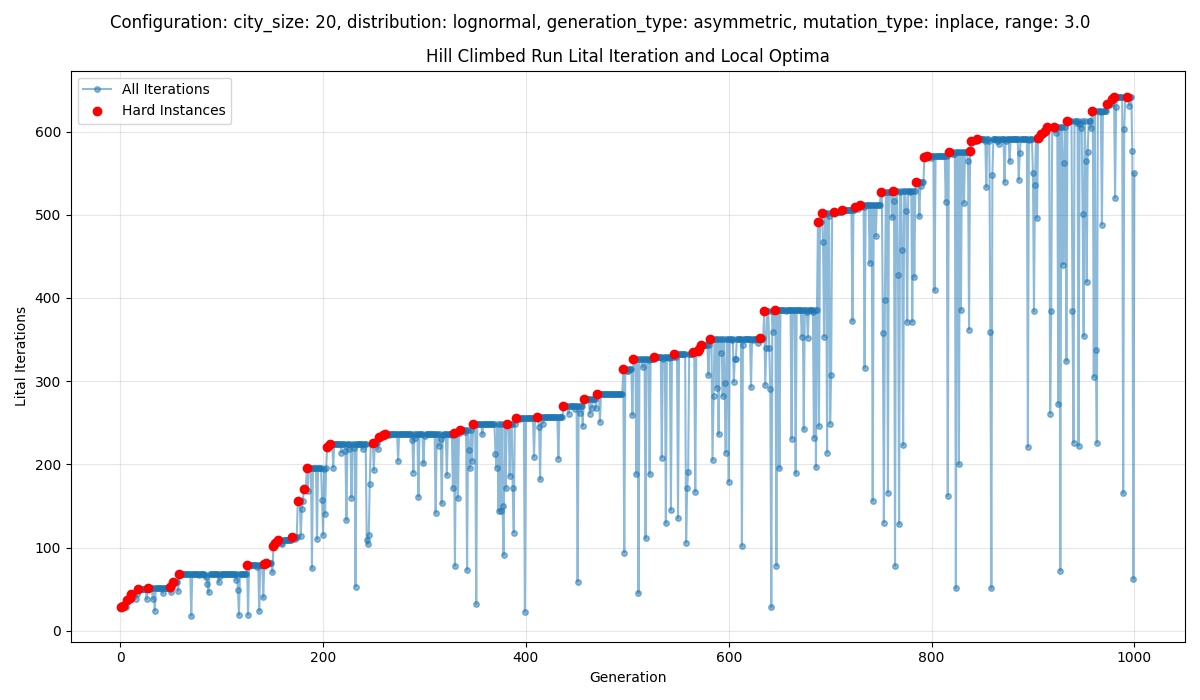 Configuration: city_size: 20, distribution: lognormal, generation_type: asymmetric, mutation_type: inplace, range: 3.0
Hill Climbed Run Lital Iteration and Local Optima
All Iterations
Hard Instances
Lital Iterations
600
500
400
300
200
100
0
0 200 400 600 800 1000
Generation